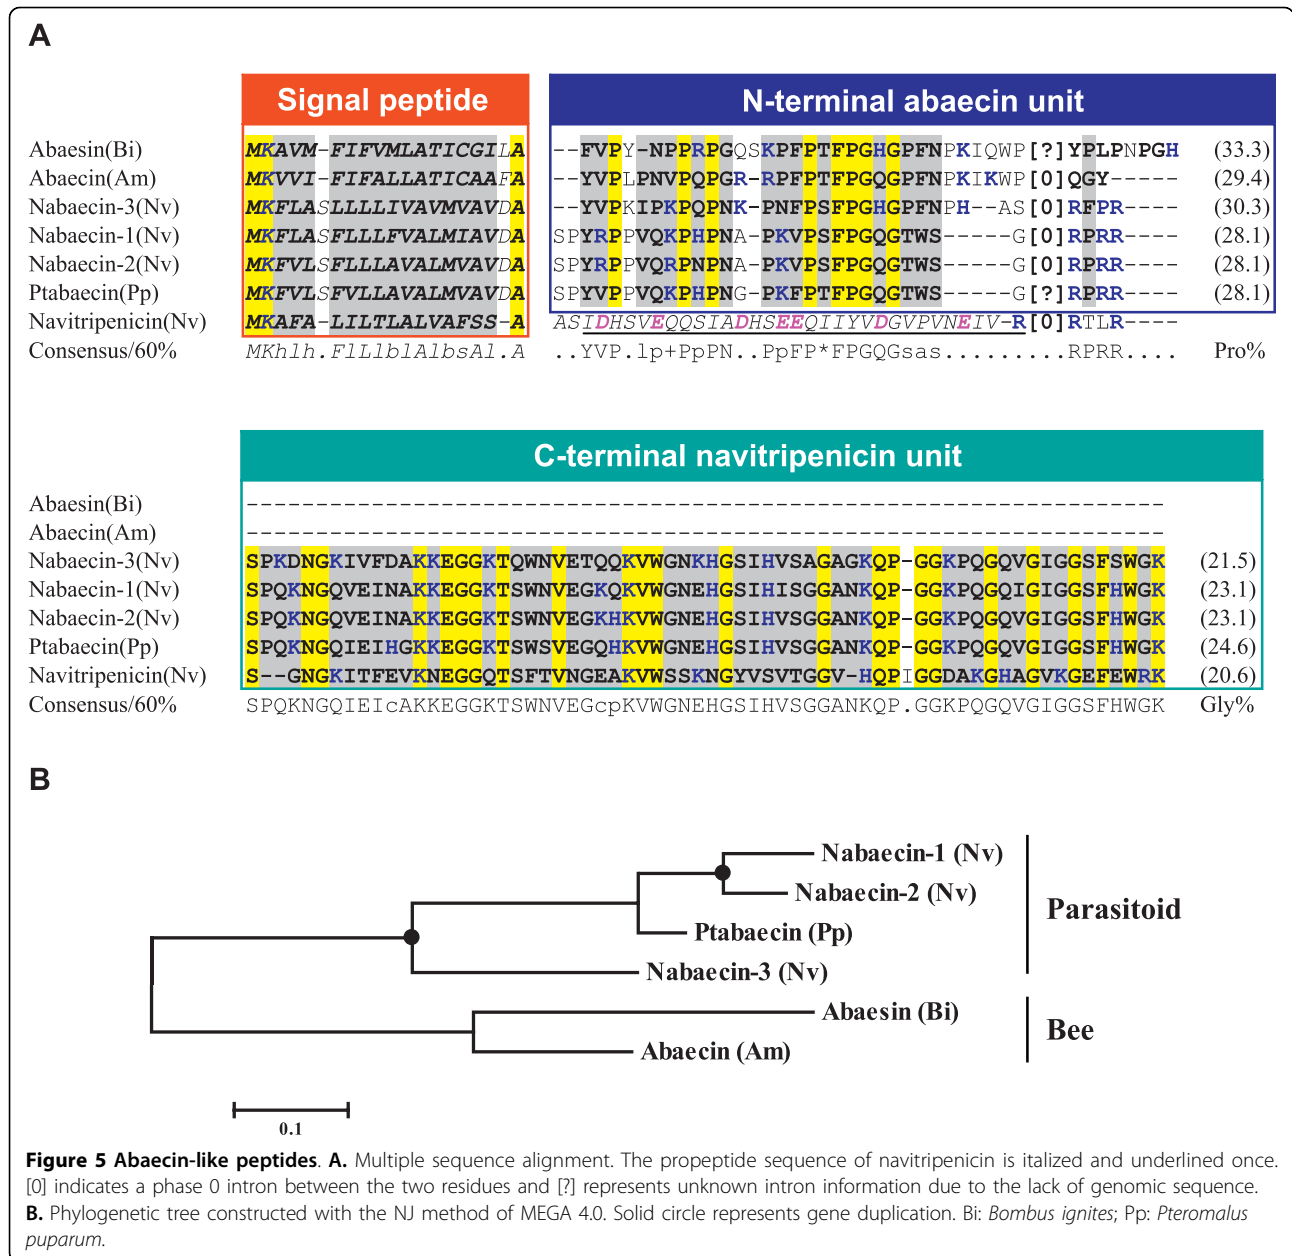 A
Signal peptide N-terminal abaecin unit
Abaesin(Bi) MKAVM-FIFVMLATICGILA --FVPY-NPPRPGQSKPFPTFPGHGPFNPKIQWP[?]YPLPNPGH (33.3)
Abaecin(Am) MKVVI-FIFALLATICAAFA --YVPLPNVPQPGR-RPFPTFPGQGPFNPKIKWP[0]QGY----- (29.4)
Nabaecin-3(Nv) MKFLASLLLLIVAVMVAVDA --YVPKIPKPQPNK-PNFPSFPGHGPFNPH--AS[0]RFPR---- (30.3)
Nabaecin-1(Nv) MKFLASFLLLFVALMIAVDA SPYRPPVQKPHPNA-PKVPSFPGQGTWS-----G[0]RPRR---- (28.1)
Nabaecin-2(Nv) MKFVLSFLLLAVALMVAVDA SPYRPPVQRPNPNA-PKVPSFPGQGTWS-----G[0]RPRR---- (28.1)
Ptabaecin(Pp) MKFVLSFVLLAVALMVAVDA SPYVPPVQKPHPNG-PKFPTFPGQGTWS-----G[?]RPRR---- (28.1)
Navitripenicin(Nv) MKAFA-LILTLALVAFSS-A ASIDHSVEQQSIADHSEEQIIYVDGVPVNEIV-R[0]RTLR----
Consensus/60% MKhlh.FlLlblAlbsAl.A ..YVP.lp+PpPN..PpFP*FPGQGsas.........RPRR.... Pro%
C-terminal navitripenicin unit
Abaesin(Bi) ------------------------------------------------------------------
Abaecin(Am) ------------------------------------------------------------------
Nabaecin-3(Nv) SPKDNGKIVFDAKKEGGKTQWNVETQQKVWGNKHGSIHVSAGAGKQP-GGKPQGQVGIGGSFSWGK (21.5)
Nabaecin-1(Nv) SPQKNGQVEINAKKEGGKTSWNVEGKQKVWGNEHGSIHISGGANKQP-GGKPQGQIGIGGSFHWGK (23.1)
Nabaecin-2(Nv) SPQKNGQVEINAKKEGGKTSWNVEGKHKVWGNEHGSIHVSGGANKQP-GGKPQGQVGIGGSFHWGK (23.1)
Ptabaecin(Pp) SPQKNGQIEIHGKKEGGKTSWSVEGQHKVWGNEHGSIHVSGGANKQP-GGKPQGQVGIGGSFHWGK (24.6)
Navitripenicin(Nv) S--GNGKITFEVKNEGGQTSFTVNGEAKVWSSKNGYVSVTGGV-HQPIGGDAKGHAGVKGEFEWRK (20.6)
Consensus/60% SPQKNGQIEIcAKKEGGKTSWNVEGcpKVWGNEHGSIHVSGGANKQP.GGKPQGQVGIGGSFHWGK Gly%
B
Nabaecin-1 (Nv)
Nabaecin-2 (Nv)
Parasitoid
Ptabaecin (Pp)
Nabaecin-3 (Nv)
Abaesin (Bi)
Bee
Abaecin (Am)
0.1
Figure 5 Abaecin-like peptides. A. Multiple sequence alignment. The propeptide sequence of navitripenicin is italized and underlined once.
[0] indicates a phase 0 intron between the two residues and [?] represents unknown intron information due to the lack of genomic sequence.
B. Phylogenetic tree constructed with the NJ method of MEGA 4.0. Solid circle represents gene duplication. Bi: Bombus ignites; Pp: Pteromalus
puparum.